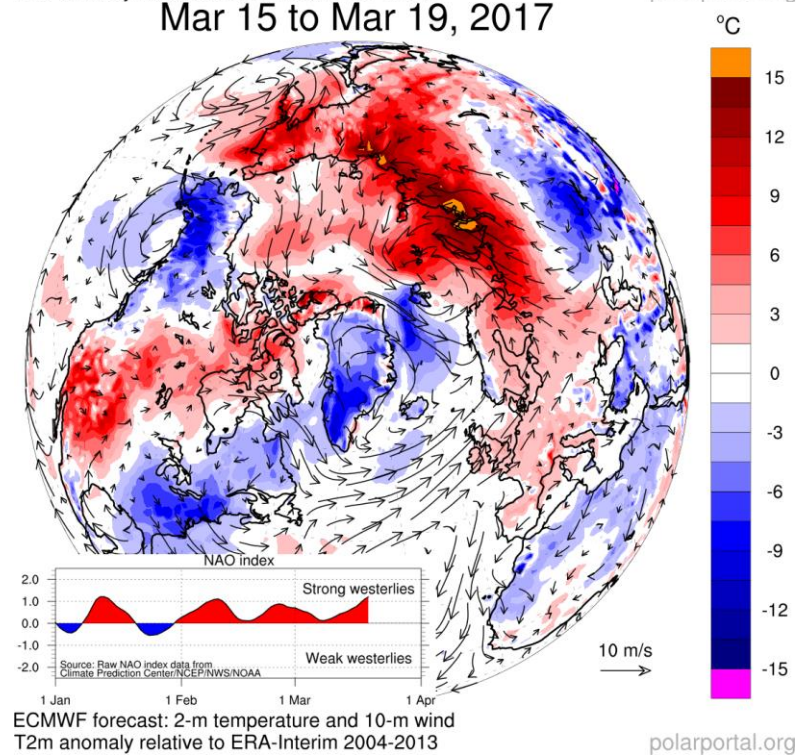 Mar 15 to Mar 19, 2017
°C
15
12
9
6
3
0
-3
-6
-9
-12
-15
NAO index
2.0
1.0
0.0
-1.0
-2.0
Strong westerlies
Weak westerlies
Source: Raw NAO index data from
Climate Prediction Center/NCEP/NWS/NOAA
1 Jan 1 Feb 1 Mar 1 Apr
10 m/s
ECMWF forecast: 2-m temperature and 10-m wind
T2m anomaly relative to ERA-Interim 2004-2013
polarportal.org